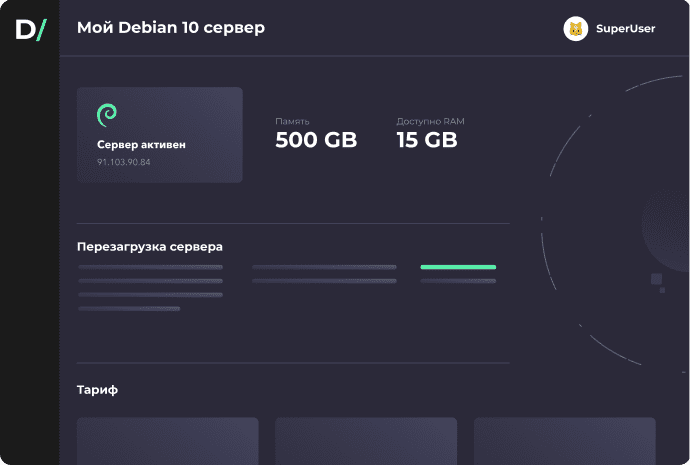 D/
Мой Debian 10 сервер
SuperUser
Сервер активен
91.103.90.84
Память
500 GB
Доступно RAM
15 GB
Перезагрузка сервера
Тариф